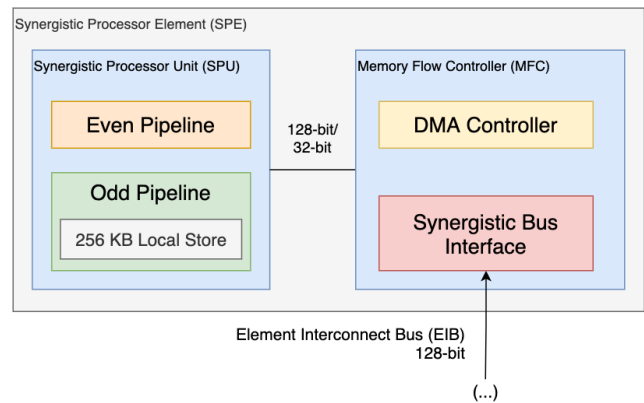 Synergistic Processor Element (SPE)
Synergistic Processor Unit (SPU)
Even Pipeline
Odd Pipeline
256 KB Local Store
128-bit/
32-bit
Memory Flow Controller (MFC)
DMA Controller
Synergistic Bus
Interface
Element Interconnect Bus (EIB)
128-bit
(...)